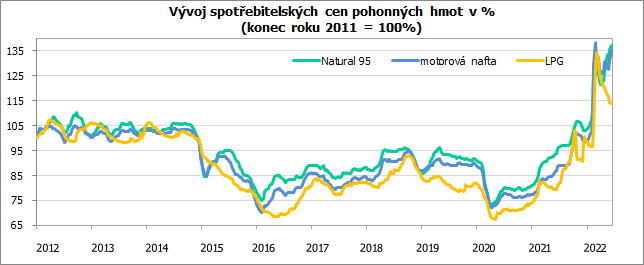 Vývoj spotřebitelských cen pohonných hmot v %
(konec roku 2011 = 100%)
Natural 95 motorová nafta LPG
135
125
115
105
95
85
75
65
2012 2013 2014 2015 2016 2017 2018 2019 2020 2021 2022